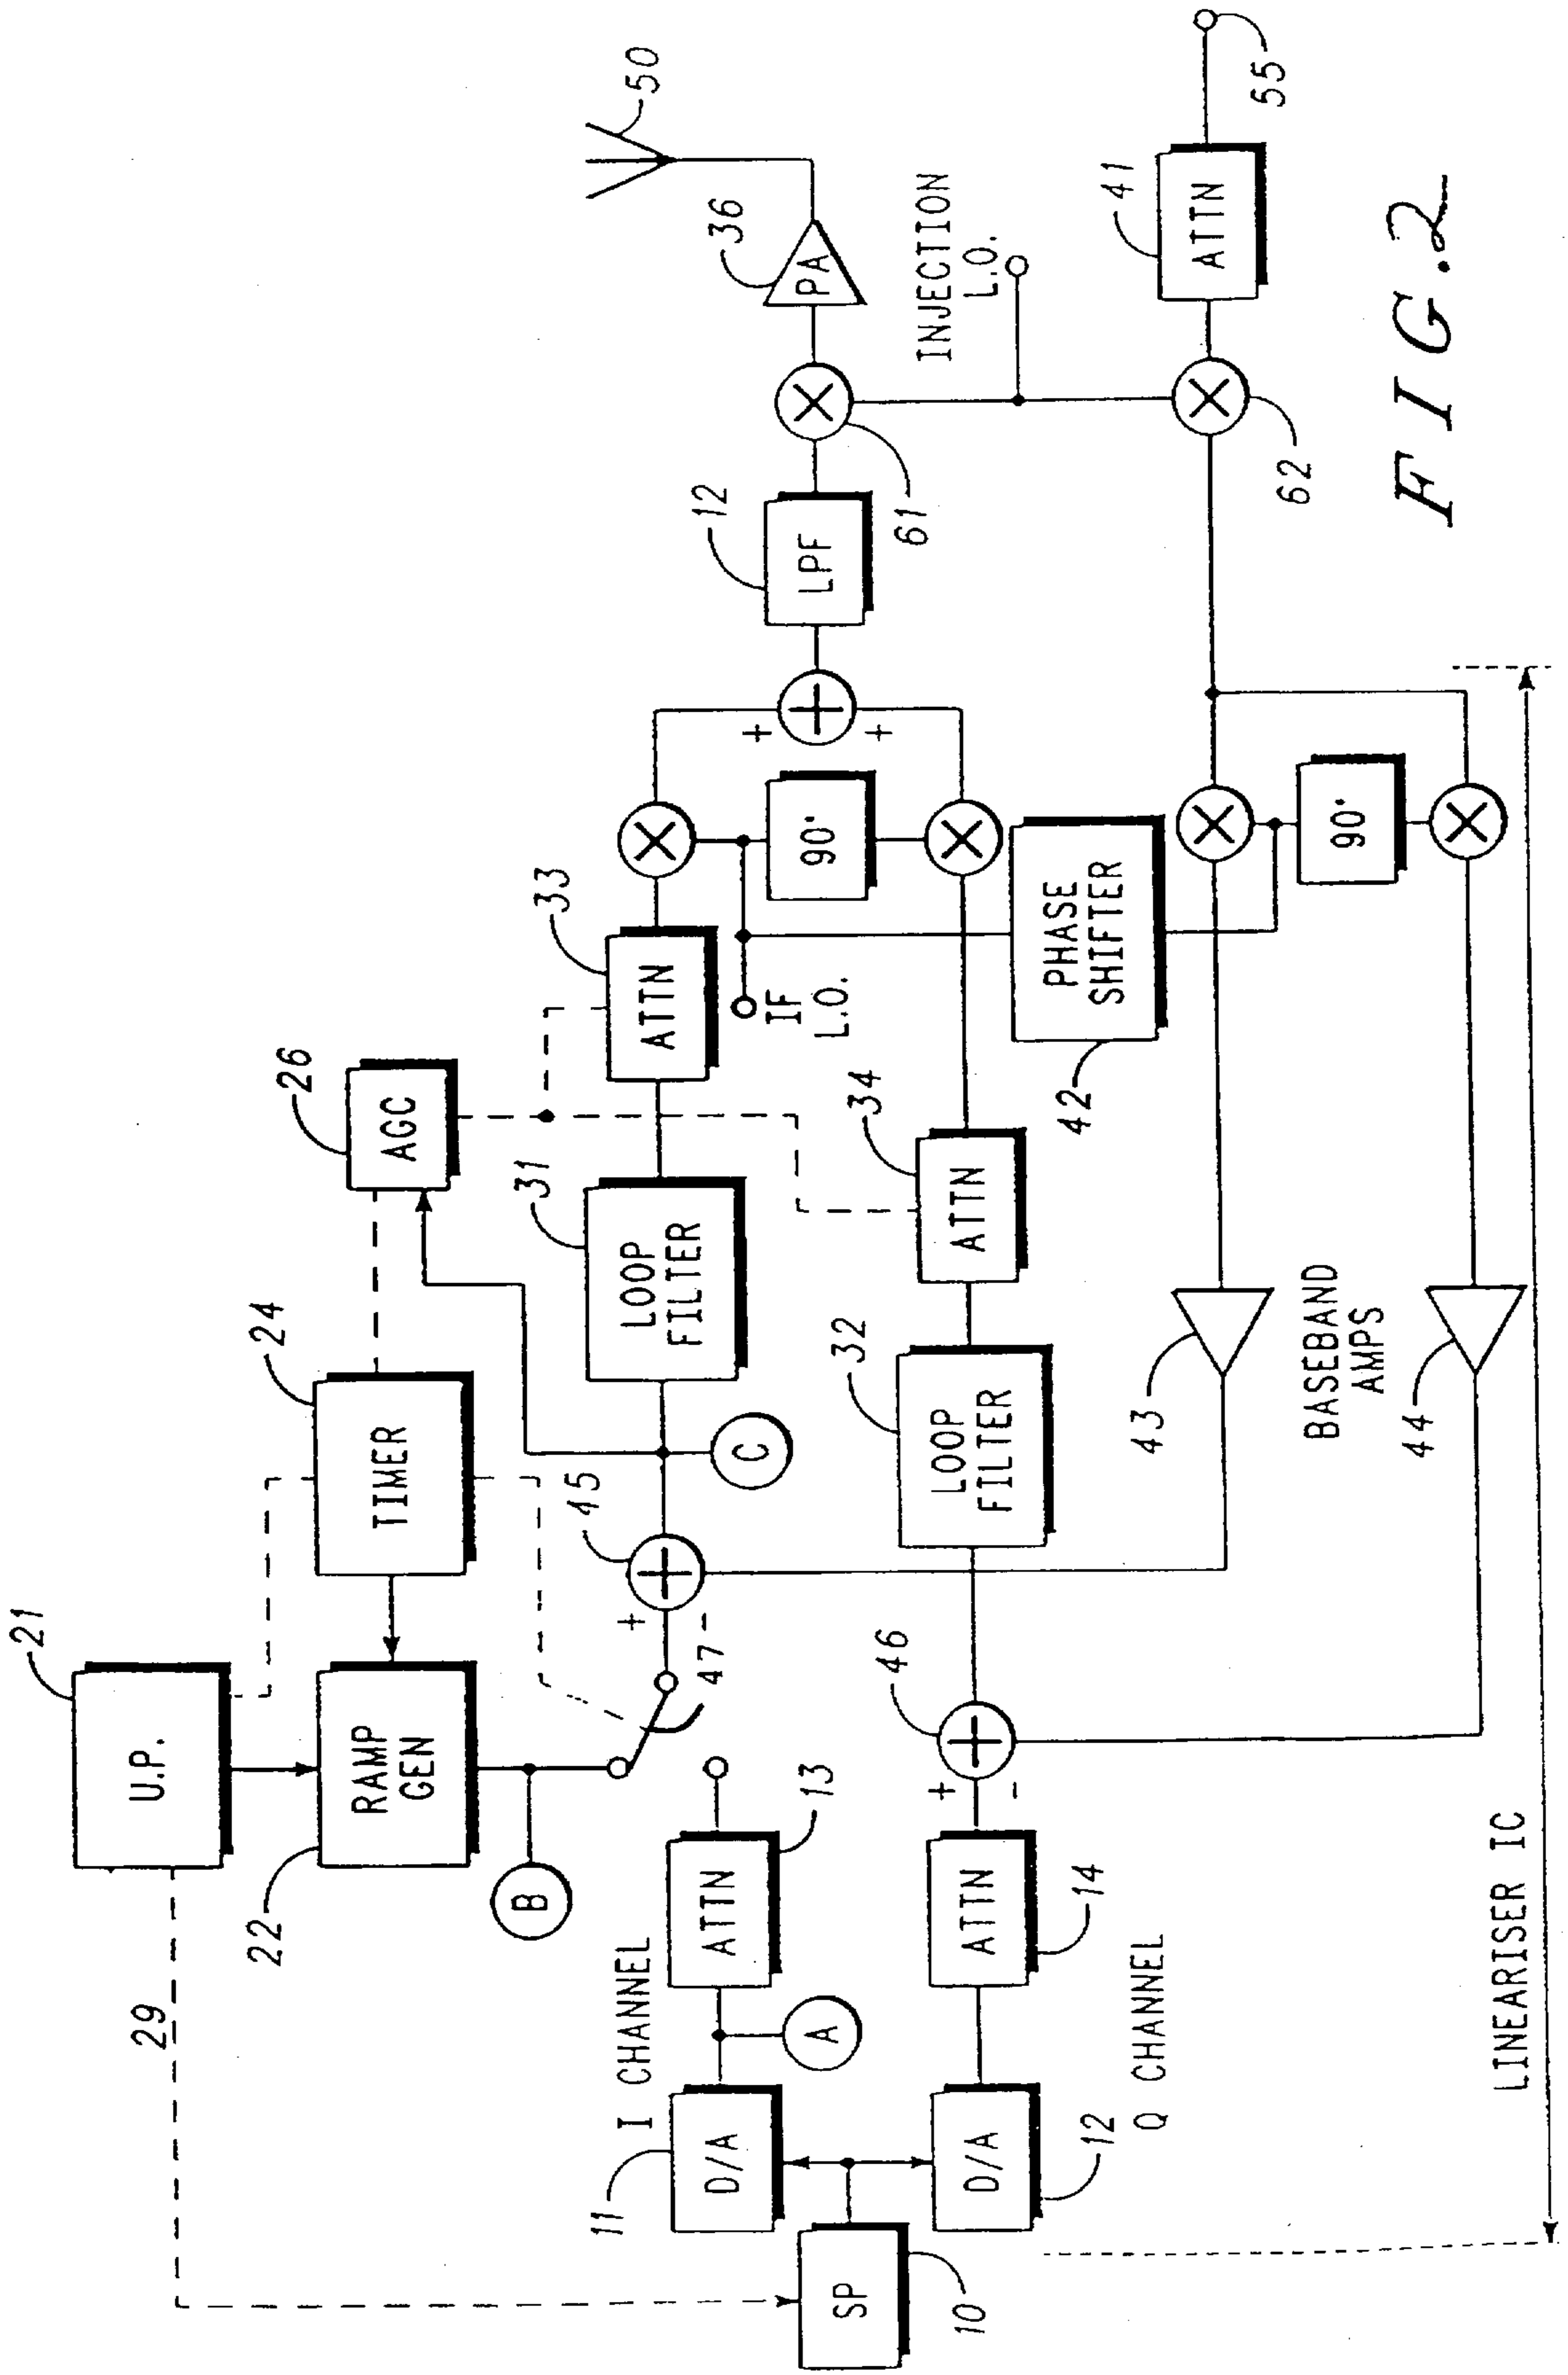 21
U.P.
29
22
RAMP
GEN
24
TIMER
26
AGC
B
47
I CHANNEL
11
D/A
A
ATTN
13
+
-
45
C
31
LOOP
FILTER
33
ATTN
IF
L.O.
90°
+
+
12
LPF
61
36
PA
50
INJECTION
L.O.
SP
10
D/A
12
Q CHANNEL
ATTN
14
+
-
46
32
LOOP
FILTER
34
ATTN
PHASE
SHIFTER
42
43
BASEBAND
AMPS
44
90°
62
41
ATTN
55
LINEARISER IC
FIG.2